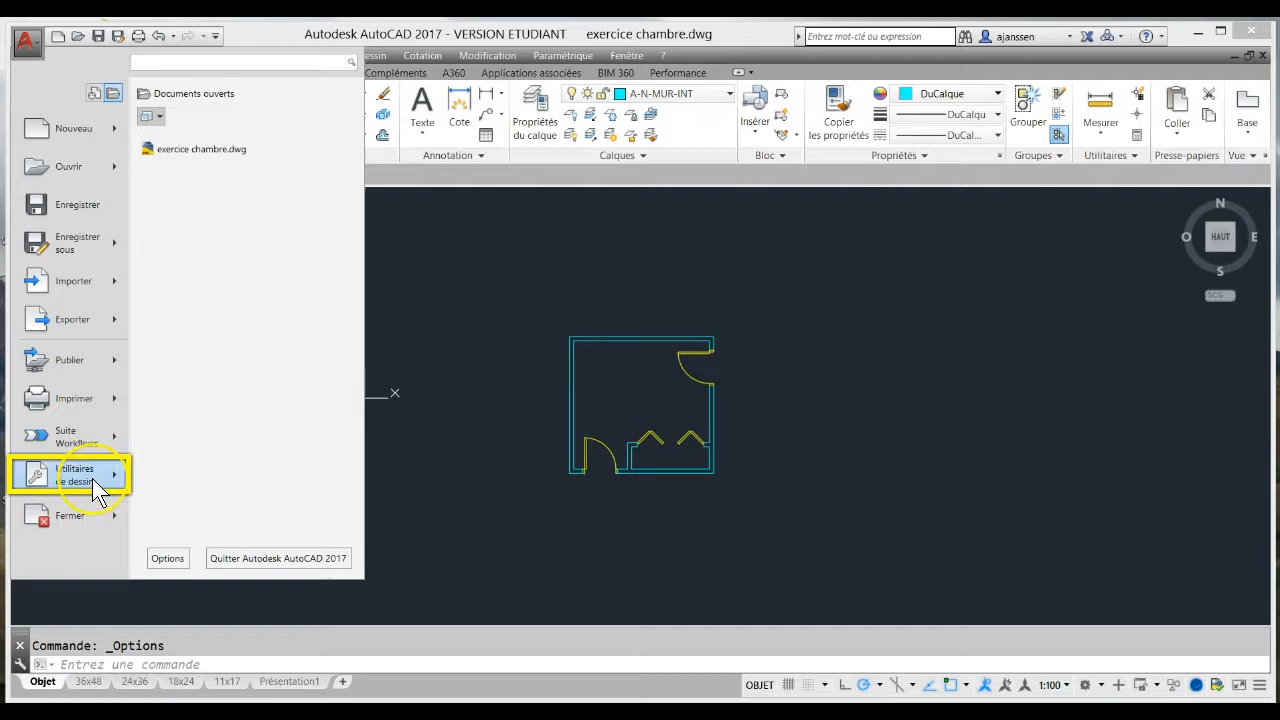 Autodesk AutoCAD 2017 - VERSION ETUDIANT exercice chambre.dwg
Entrez mot-clé ou expression
ajanssen
?
Cotation Modification Paramétrique Fenêtre ?
Compléments A360 Applications associées BIM 360 Performance
Documents ouverts
exercice chambre.dwg
Nouveau
Ouvrir
Enregistrer
Enregistrer
sous
Importer
Exporter
Publier
Imprimer
Suite
Workflows
Utilitaires
de dessin
Fermer
Options
Quitter Autodesk AutoCAD 2017
Texte
Cote
Annotation
Propriétés
du calque
A-N-MUR-INT
Calques
Insérer
Bloc
Copier
les propriétés
DuCalque
DuCalqu
DuCal...
Propriétés
Grouper
Groupes
Mesurer
Utilitaires
Coller
Presse-papiers
Base
Vue
N
O
HAUT
E
S
SCG
Commande: _Options
Entrez une commande
Objet 36x48 24x36 18x24 11x17 Présentation1 +
OBJET
1:100